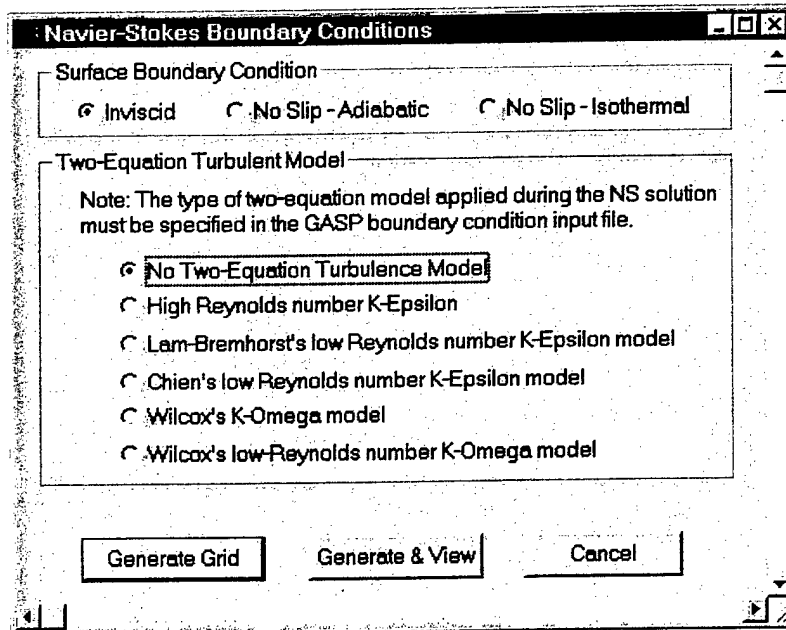 Navier-Stokes Boundary Conditions
Surface Boundary Condition
Inviscid No Slip - Adiabatic No Slip - Isothermal
Two-Equation Turbulent Model
Note: The type of two-equation model applied during the NS solution
must be specified in the GASP boundary condition input file.
No Two-Equation Turbulence Model
High Reynolds number K-Epsilon
Lam-Bremhorst's low Reynolds number K-Epsilon model
Chien's low Reynolds number K-Epsilon model
Wilcox's K-Omega model
Wilcox's low-Reynolds number K-Omega model
Generate Grid Generate & View Cancel